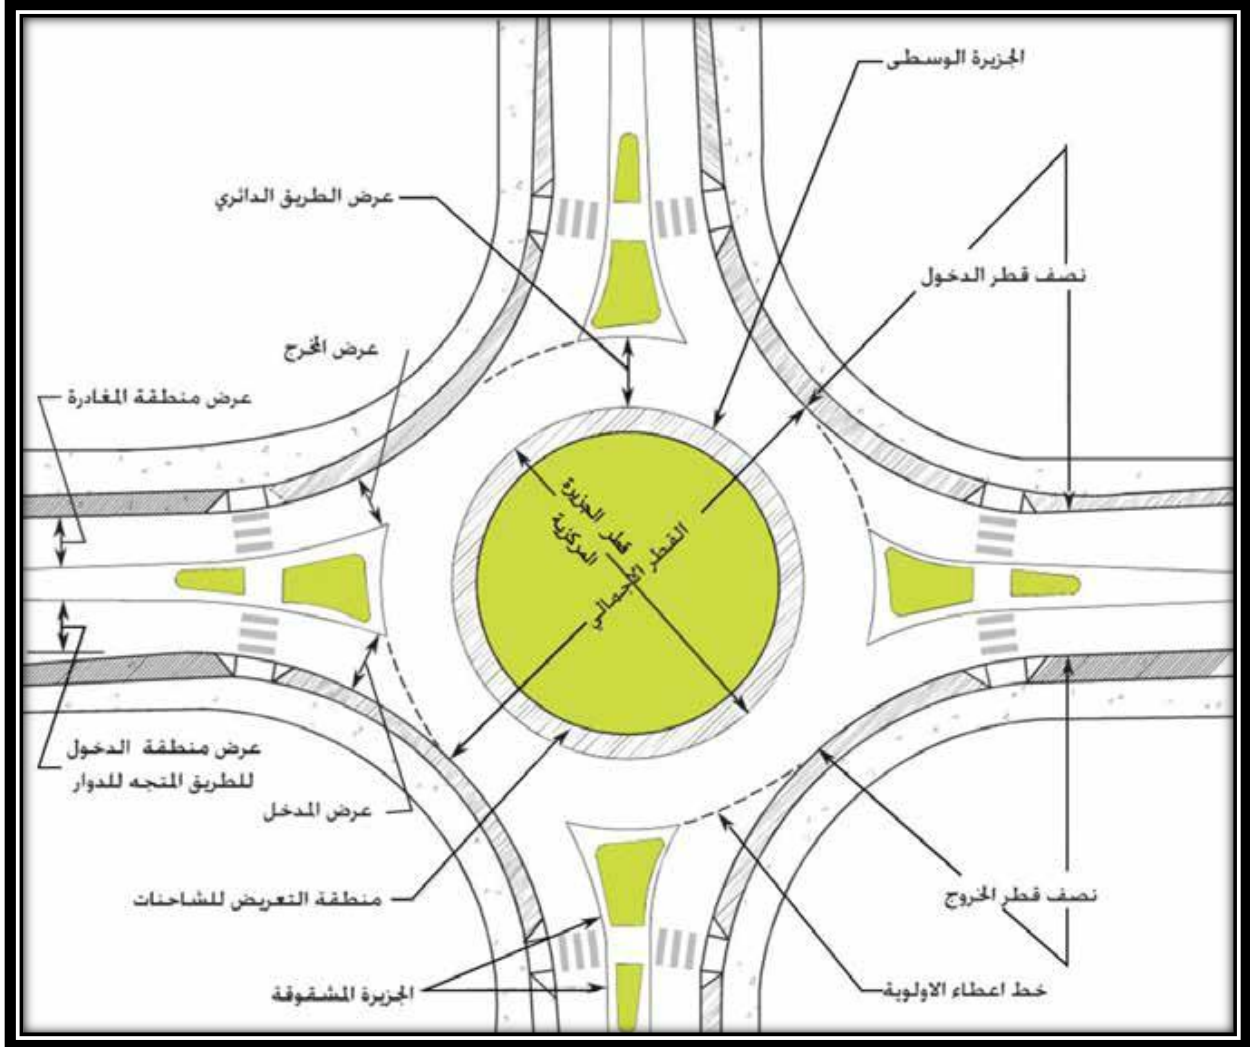 الجزيرة الوسطى
عرض الطريق الدائري
نصف قطر الدخول
عرض المخرج
عرض منطقة المغادرة
قطر الجزيرة
المركزية
القطر الاجمالي
عرض منطقة الدخول
للطريق المتجه للدوار
عرض المدخل
منطقة التعريض للشاحنات
نصف قطر الخروج
الجزيرة المشقوقة
خط اعطاء الاولوية